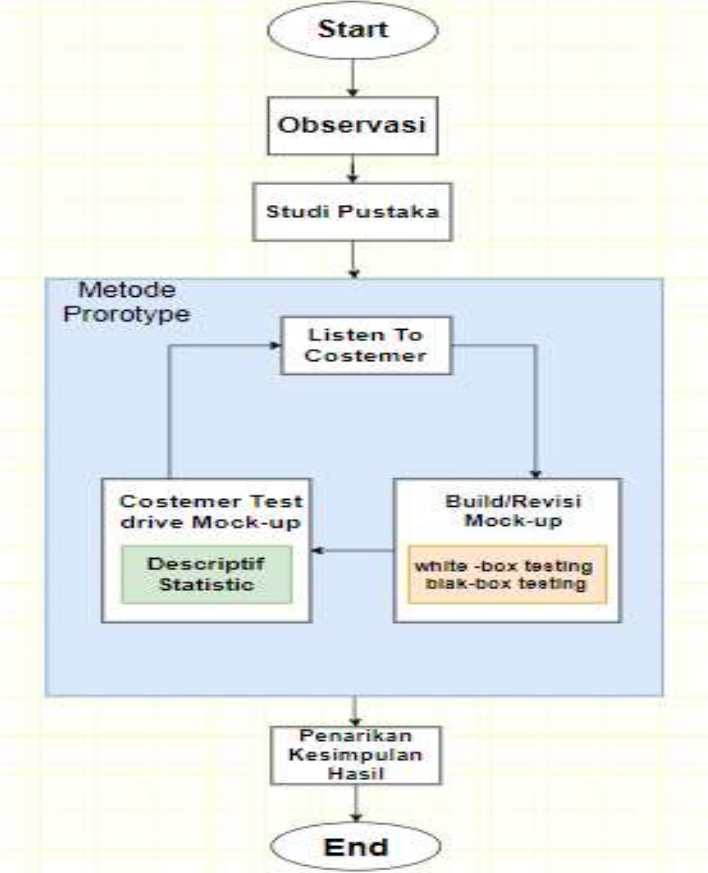 Start
Observasi
Studi Pustaka
Metode
Prorotype
Listen To
Costemer
Costemer Test
drive Mock-up
Descriptif
Statistic
Build/Revisi
Mock-up
white -box testing
blak-box testing
Penarikan
Kesimpulan
Hasil
End